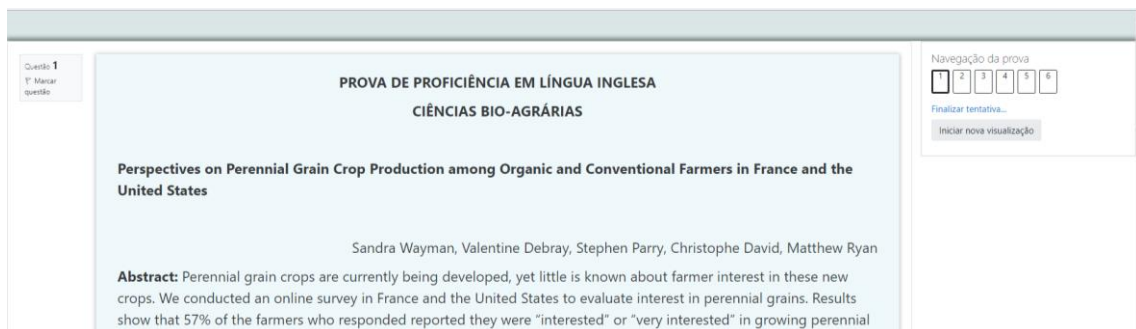 Questão 1
Marcar
questão
PROVA DE PROFICIÊNCIA EM LÍNGUA INGLESA
CIÊNCIAS BIO-AGRÁRIAS
Perspectives on Perennial Grain Crop Production among Organic and Conventional Farmers in France and the
United States
Sandra Wayman, Valentine Debray, Stephen Parry, Christophe David, Matthew Ryan
Abstract: Perennial grain crops are currently being developed, yet little is known about farmer interest in these new
crops. We conducted an online survey in France and the United States to evaluate interest in perennial grains. Results
show that 57% of the farmers who responded reported they were “interested” or “very interested” in growing perennial
Navegação da prova
1 2 3 4 5 6
Finalizar tentativa...
Iniciar nova visualização